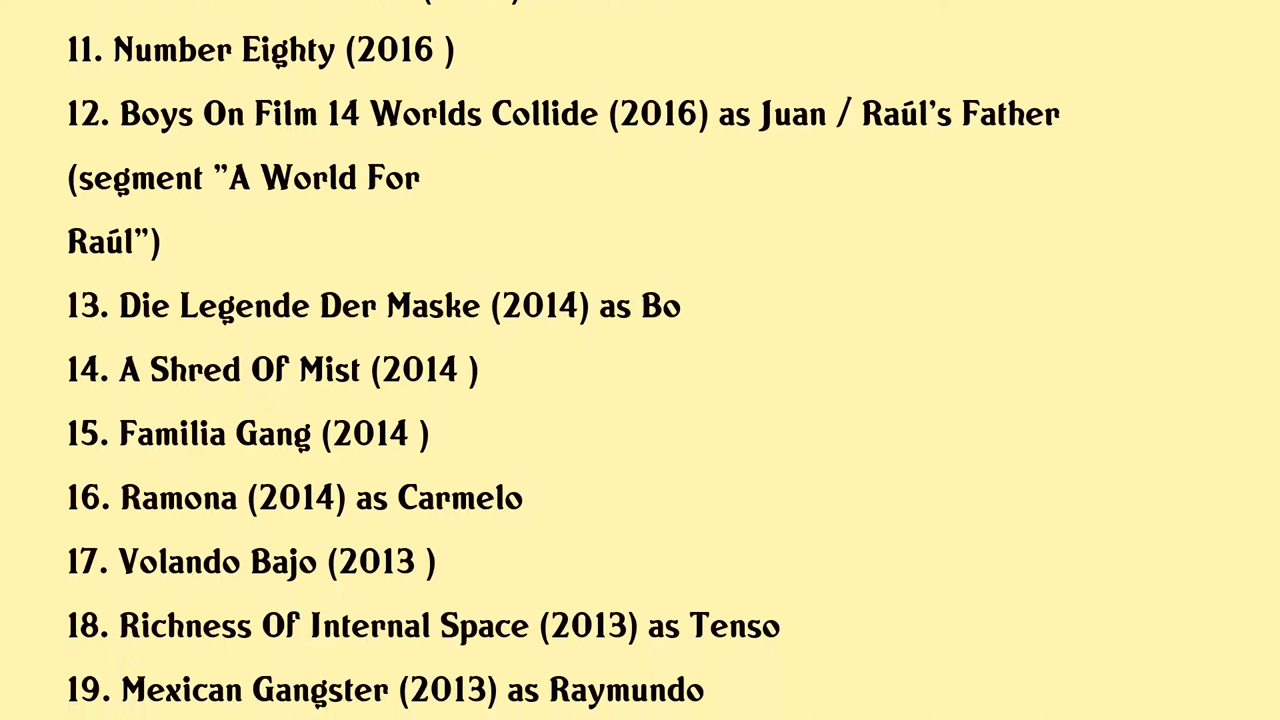 11. Number Eighty (2016 )
12. Boys On Film 14 Worlds Collide (2016) as Juan / Raúl's Father
(segment "A World For
Raúl")
13. Die Legende Der Maske (2014) as Bo
14. A Shred Of Mist (2014 )
15. Familia Gang (2014 )
16. Ramona (2014) as Carmelo
17. Volando Bajo (2013 )
18. Richness Of Internal Space (2013) as Tenso
19. Mexican Gangster (2013) as Raymundo